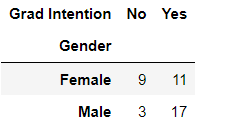 Grad Intention No Yes
Gender
Female 9 11
Male 3 17